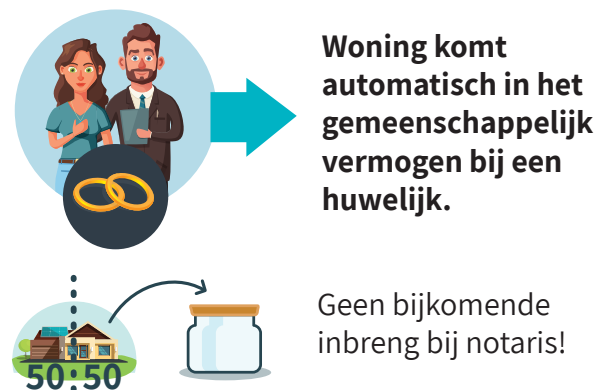 Woning komt
automatisch in het
gemeenschappelijk
vermogen bij een
huwelijk.
Geen bijkomende
inbreng bij notaris!
50:50